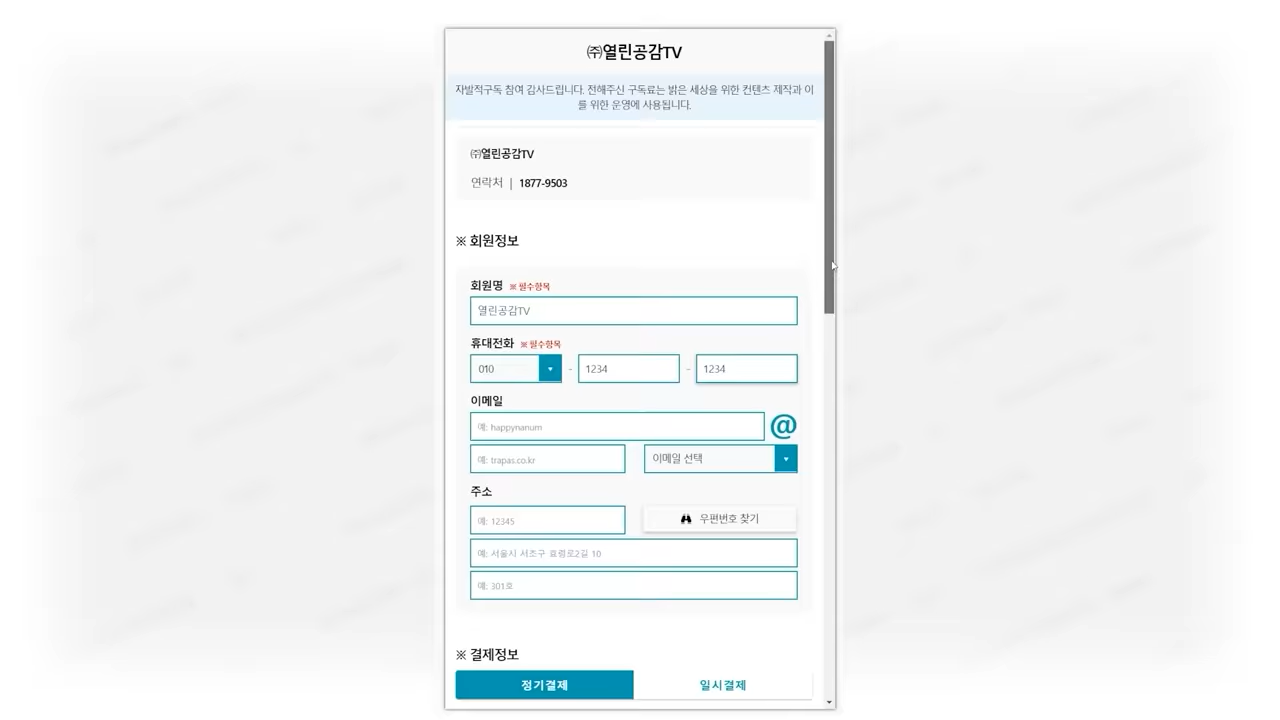 ㈜열린공감TV
자발적구독 참여 감사드립니다. 전해주신 구독료는 밝은 세상을 위한 컨텐츠 제작과 이
를 위한 운영에 사용됩니다.
㈜열린공감TV
연락처 | 1877-9503
※ 회원정보
회원명 ※ 필수항목
열린공감TV
휴대전화 ※ 필수항목
010 - 1234 - 1234
이메일
예: happynanum @
예: trapas.co.kr 이메일 선택
주소
예: 12345 우편번호 찾기
예: 서울시 서초구 효령로2길 10
예: 301호
※ 결제정보
정기결제 일시결제